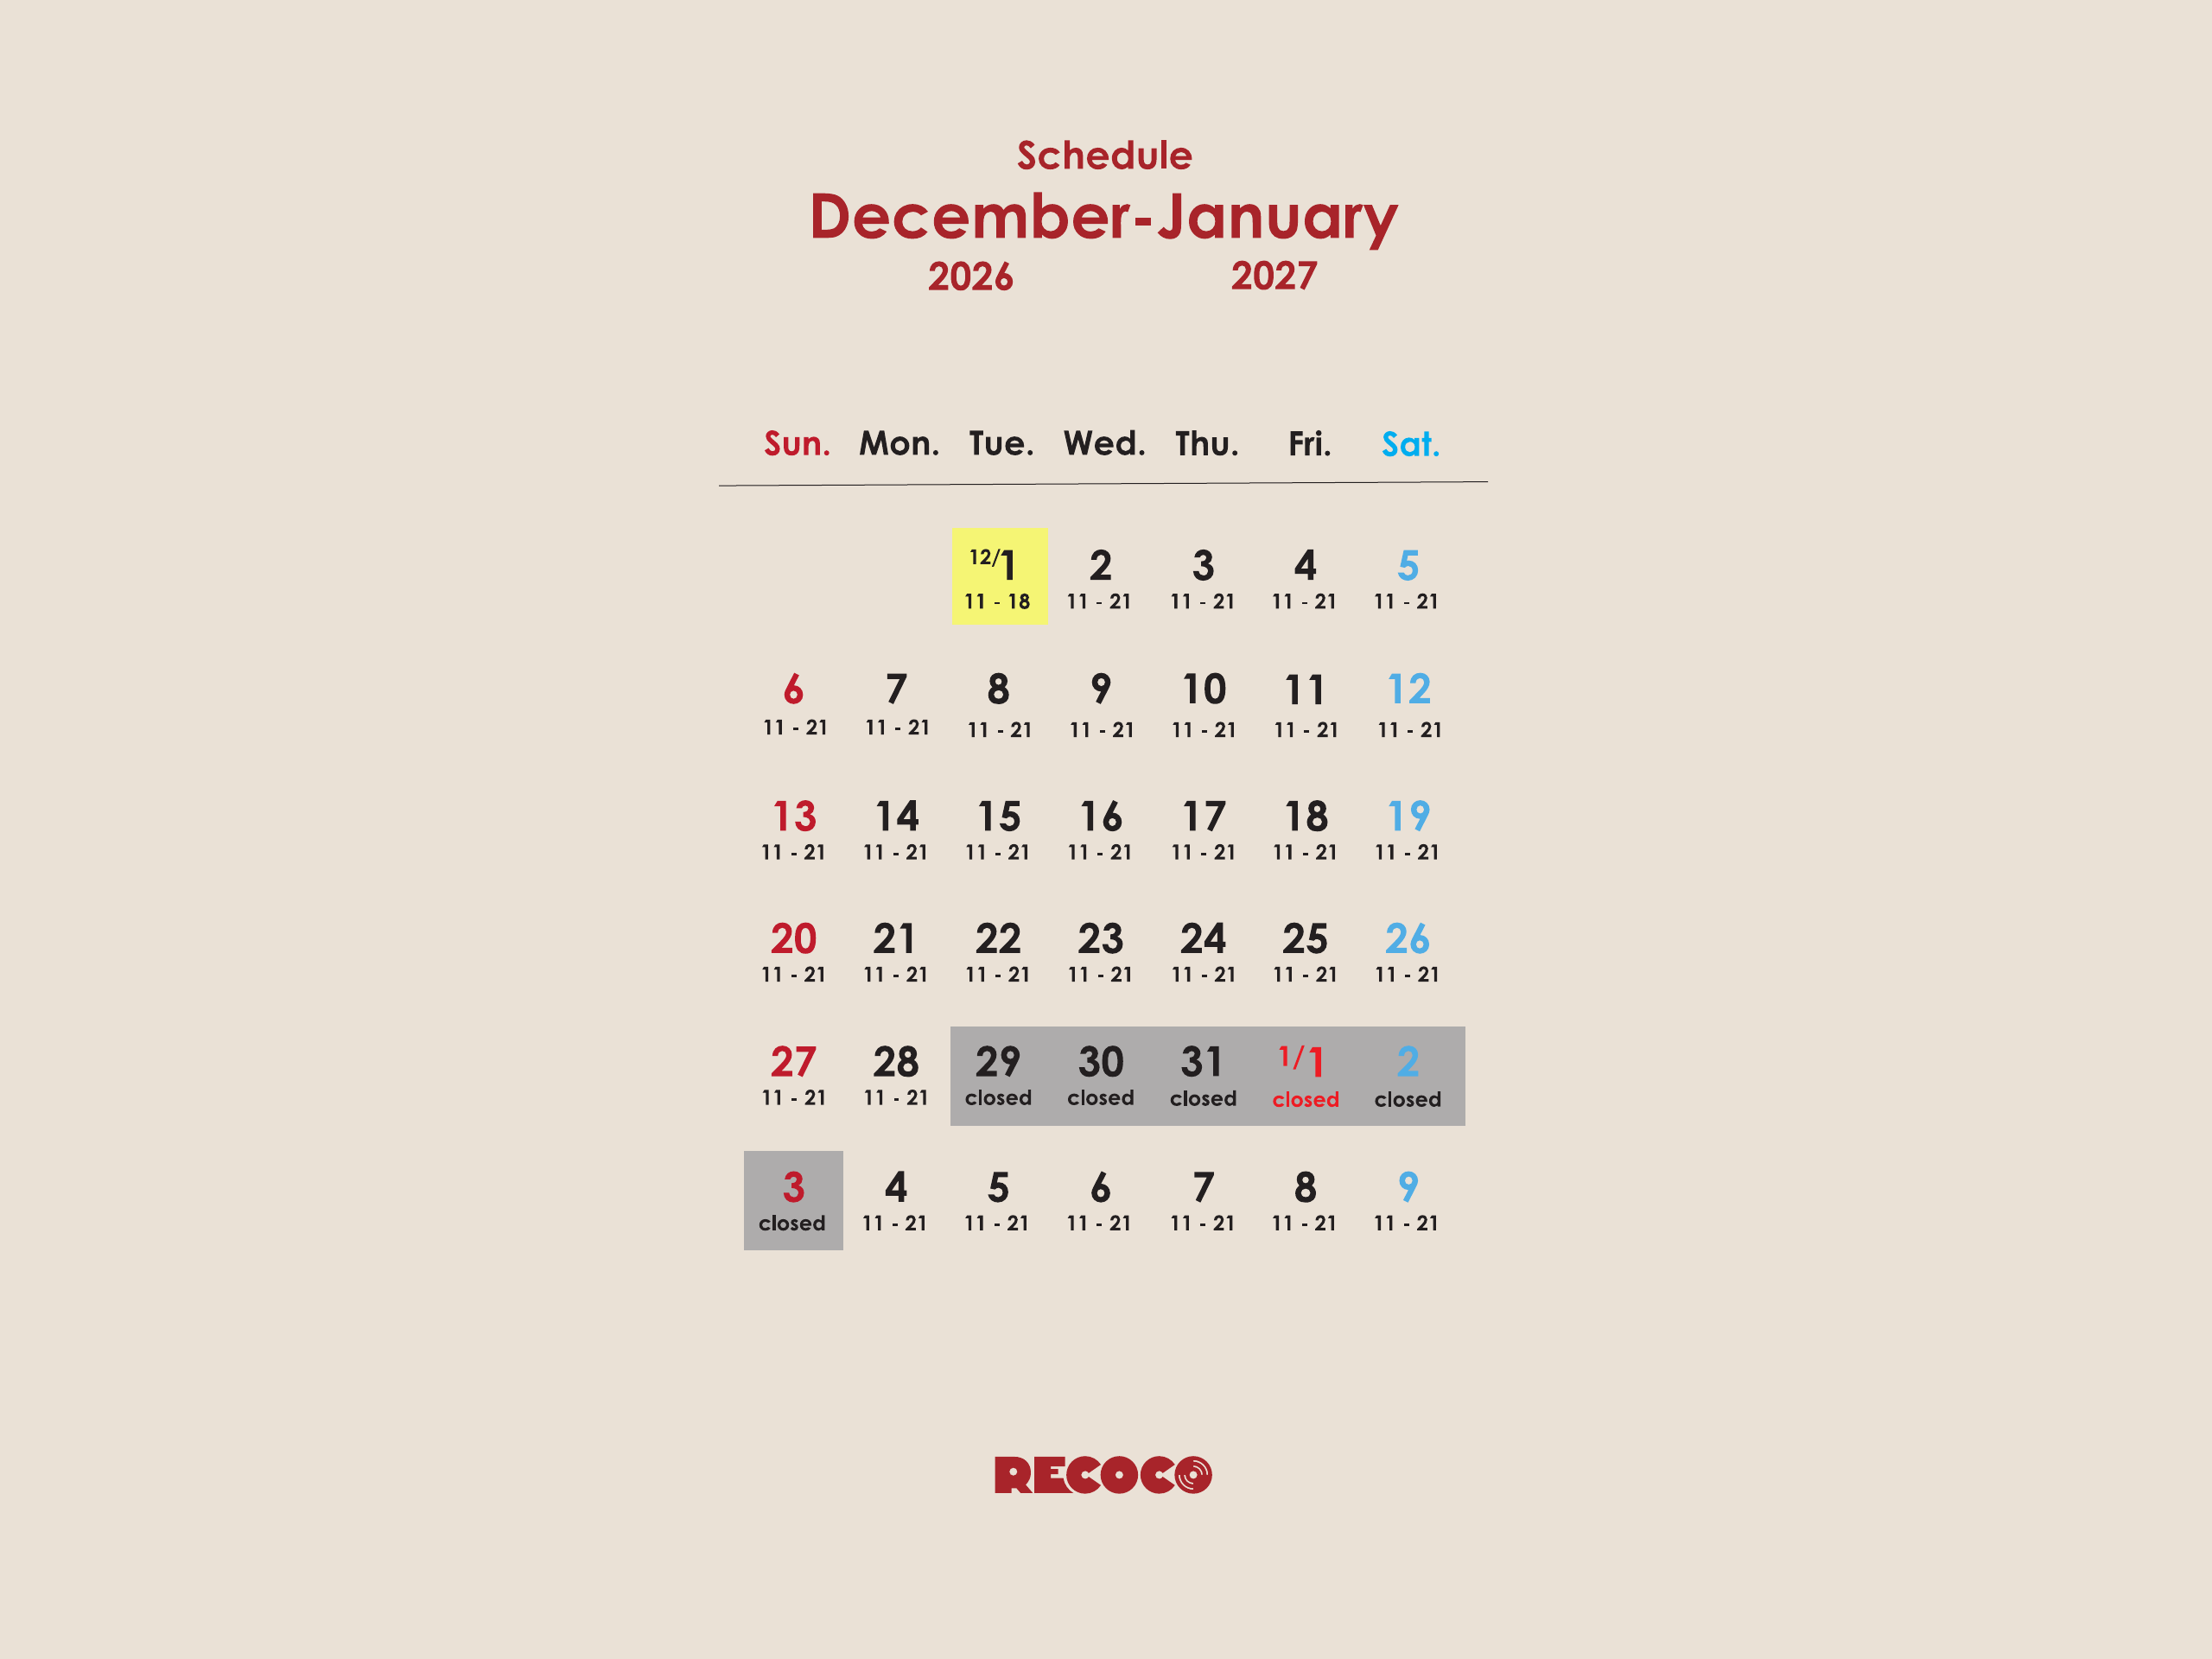 Schedule
December-January
2026 2027
Sun. Mon. Tue. Wed. Thu. Fri. Sat.
12/1 2 3 4 5
11 - 18 11 - 21 11 - 21 11 - 21 11 - 21
6 7 8 9 10 11 12
11 - 21 11 - 21 11 - 21 11 - 21 11 - 21 11 - 21 11 - 21
13 14 15 16 17 18 19
11 - 21 11 - 21 11 - 21 11 - 21 11 - 21 11 - 21 11 - 21
20 21 22 23 24 25 26
11 - 21 11 - 21 11 - 21 11 - 21 11 - 21 11 - 21 11 - 21
27 28 29 30 31 1/1 2
11 - 21 11 - 21 closed closed closed closed closed
3 4 5 6 7 8 9
closed 11 - 21 11 - 21 11 - 21 11 - 21 11 - 21 11 - 21
RECOCO